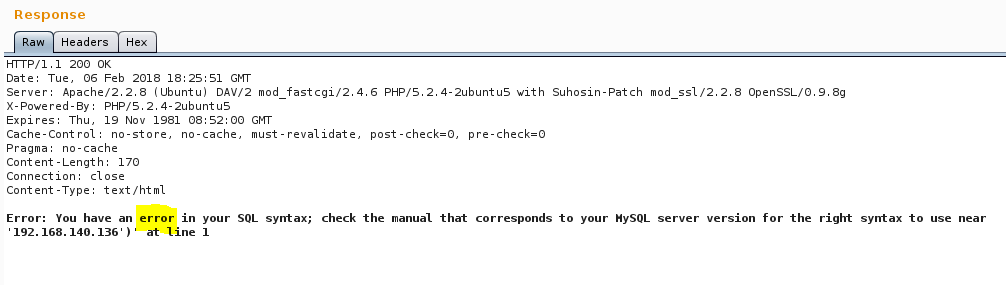 Response
Raw Headers Hex
HTTP/1.1 200 OK
Date: Tue, 06 Feb 2018 18:25:51 GMT
Server: Apache/2.2.8 (Ubuntu) DAV/2 mod_fastcgi/2.4.6 PHP/5.2.4-2ubuntu5 with Suhosin-Patch mod_ssl/2.2.8 OpenSSL/0.9.8g
X-Powered-By: PHP/5.2.4-2ubuntu5
Expires: Thu, 19 Nov 1981 08:52:00 GMT
Cache-Control: no-store, no-cache, must-revalidate, post-check=0, pre-check=0
Pragma: no-cache
Content-Length: 170
Connection: close
Content-Type: text/html
Error: You have an error in your SQL syntax; check the manual that corresponds to your MySQL server version for the right syntax to use near
'192.168.140.136')' at line 1